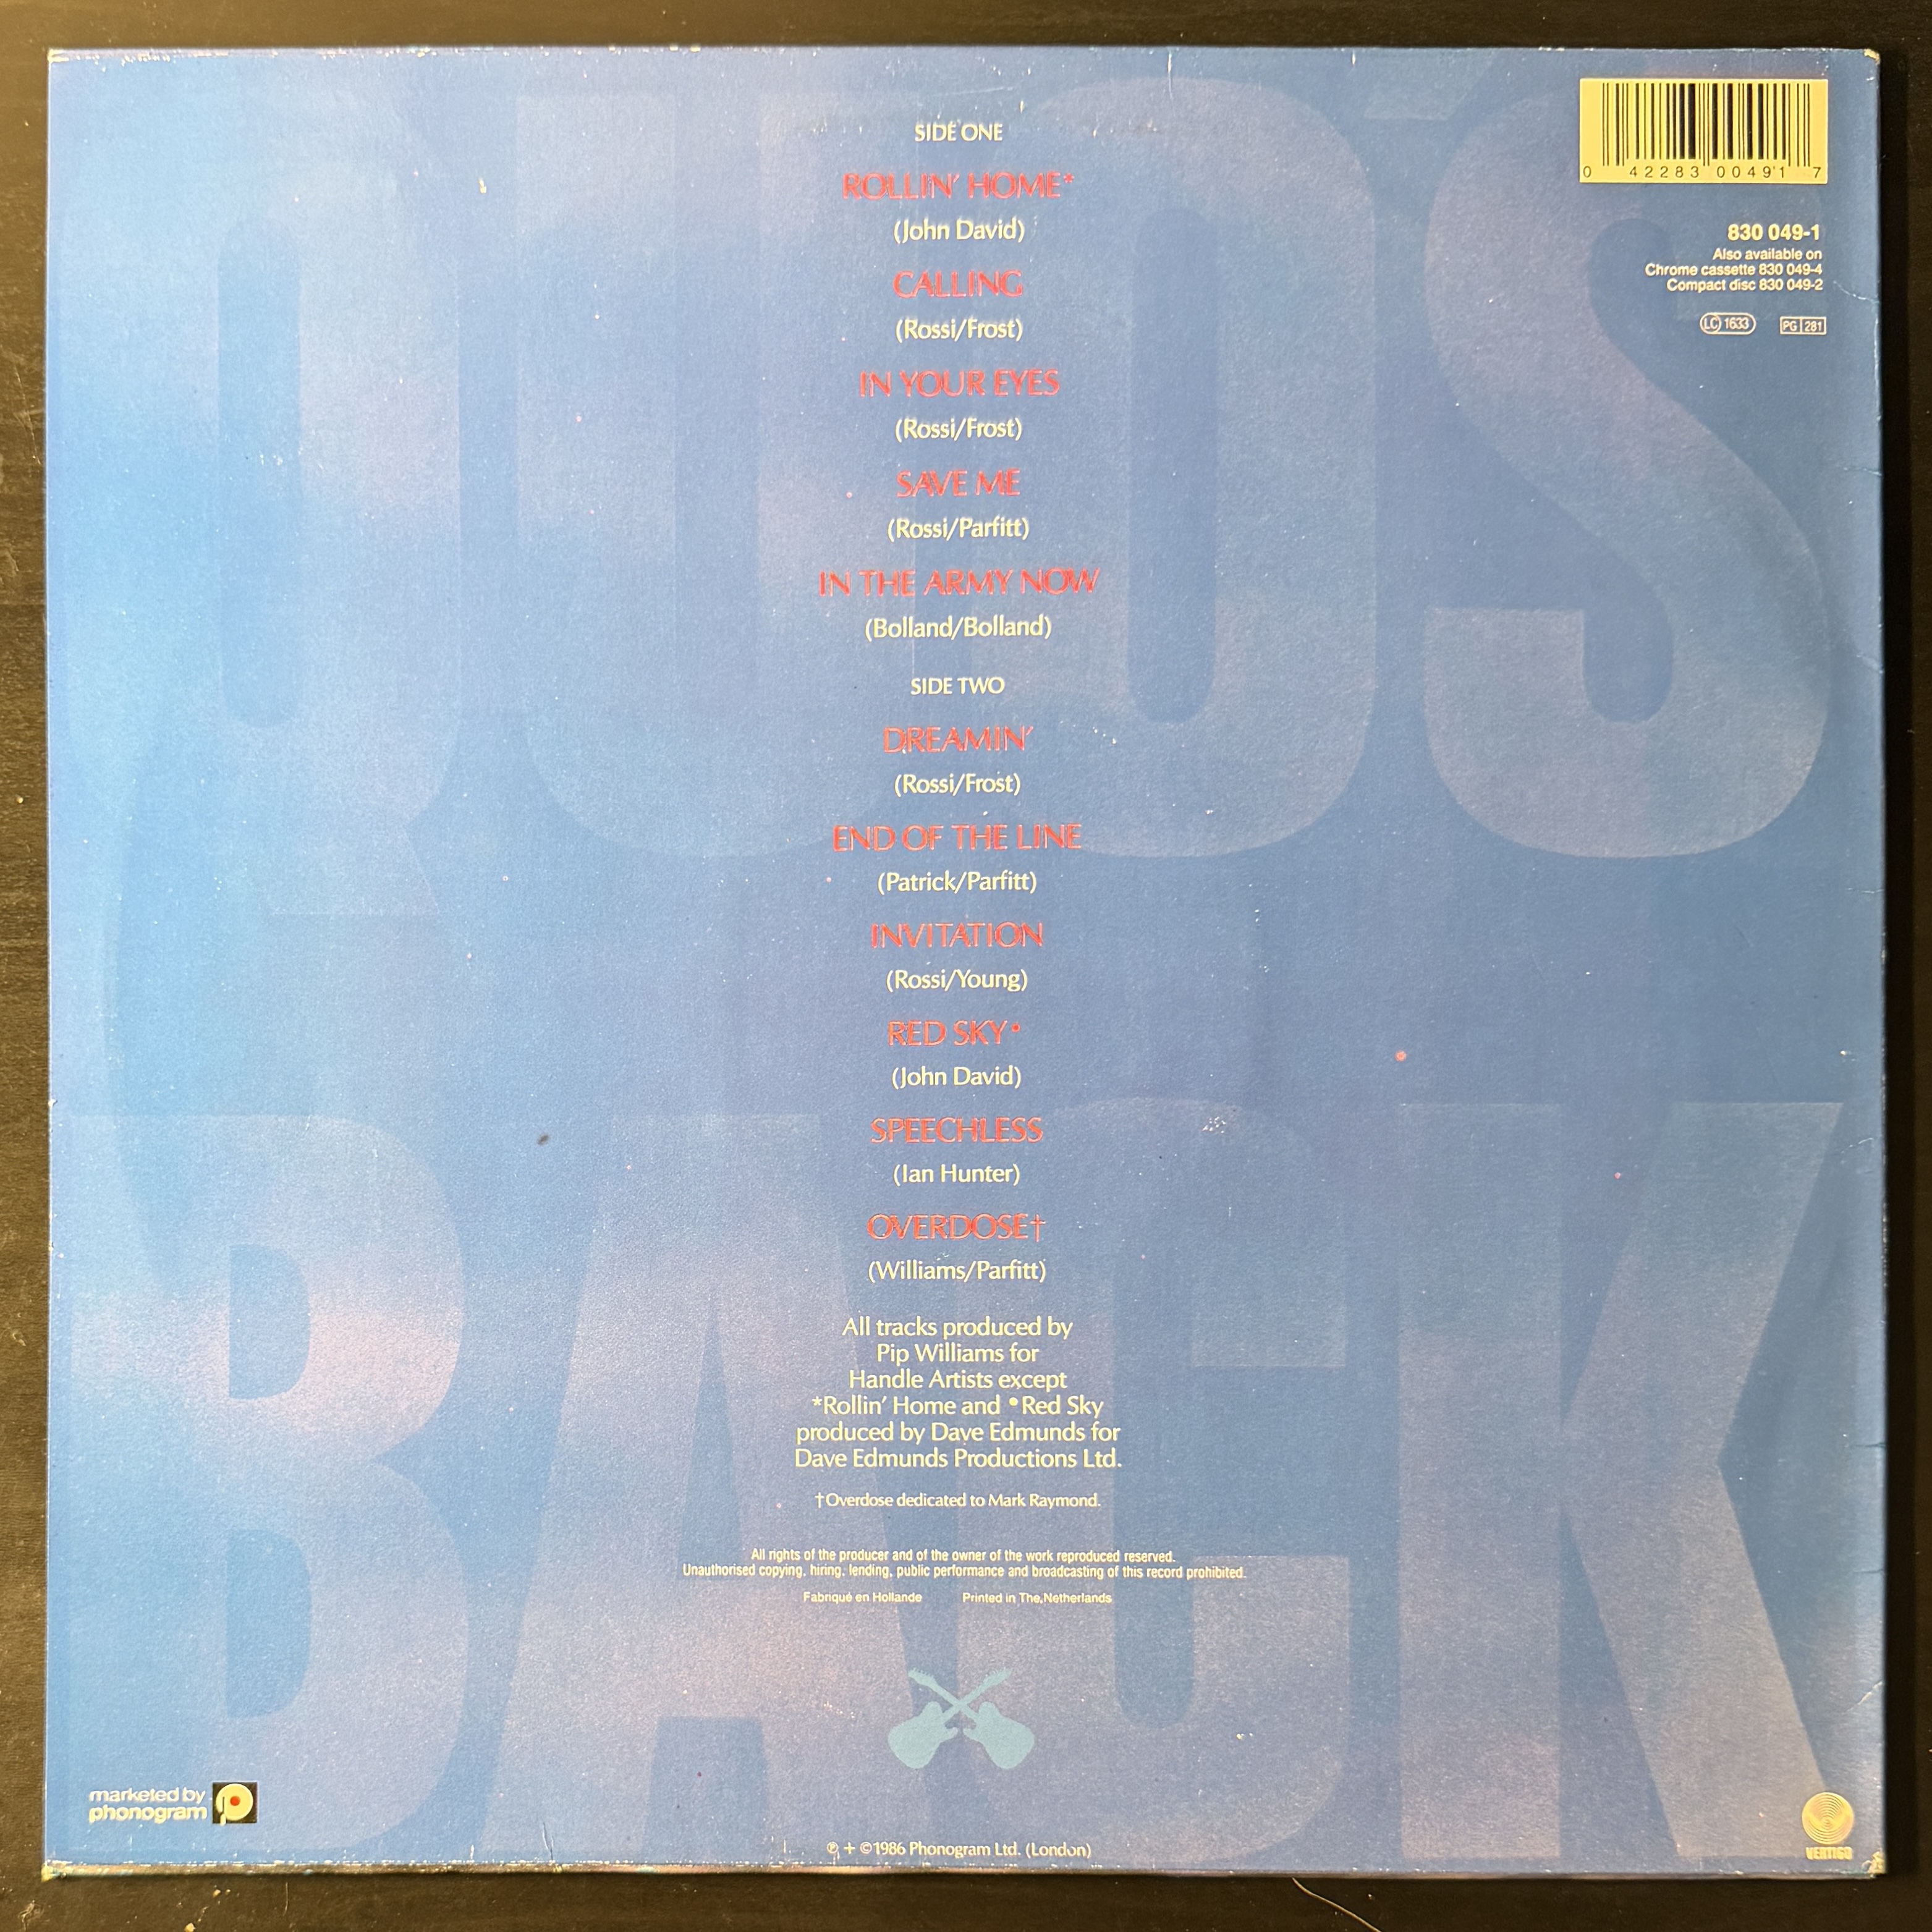 SIDE ONE
ROLLIN' HOME*
(John David)
CALLING
(Rossi/Frost)
IN YOUR EYES
(Rossi/Frost)
SAVE ME
(Rossi/Parfitt)
IN THE ARMY NOW
(Bolland/Bolland)
SIDE TWO
DREAMIN'
(Rossi/Frost)
END OF THE LINE
(Patrick/Parfitt)
INVITATION
(Rossi/Young)
RED SKY•
(John David)
SPEECHLESS
(Ian Hunter)
OVERDOSE†
(Williams/Parfitt)
All tracks produced by
Pip Williams for
Handle Artists except
*Rollin' Home and •Red Sky
produced by Dave Edmunds for
Dave Edmunds Productions Ltd.
†Overdose dedicated to Mark Raymond.
All rights of the producer and of the owner of the work reproduced reserved.
Unauthorised copying, hiring, lending, public performance and broadcasting of this record prohibited.
Fabriqué en Hollande Printed in The Netherlands
0 42283 00491 7
830 049-1
Also available on
Chrome cassette 830 049-4
Compact disc 830 049-2
LC 1633 PG 281
QUOS
BACK
marketed by
phonogram
℗ + ©1986 Phonogram Ltd. (London)
VERTIGO